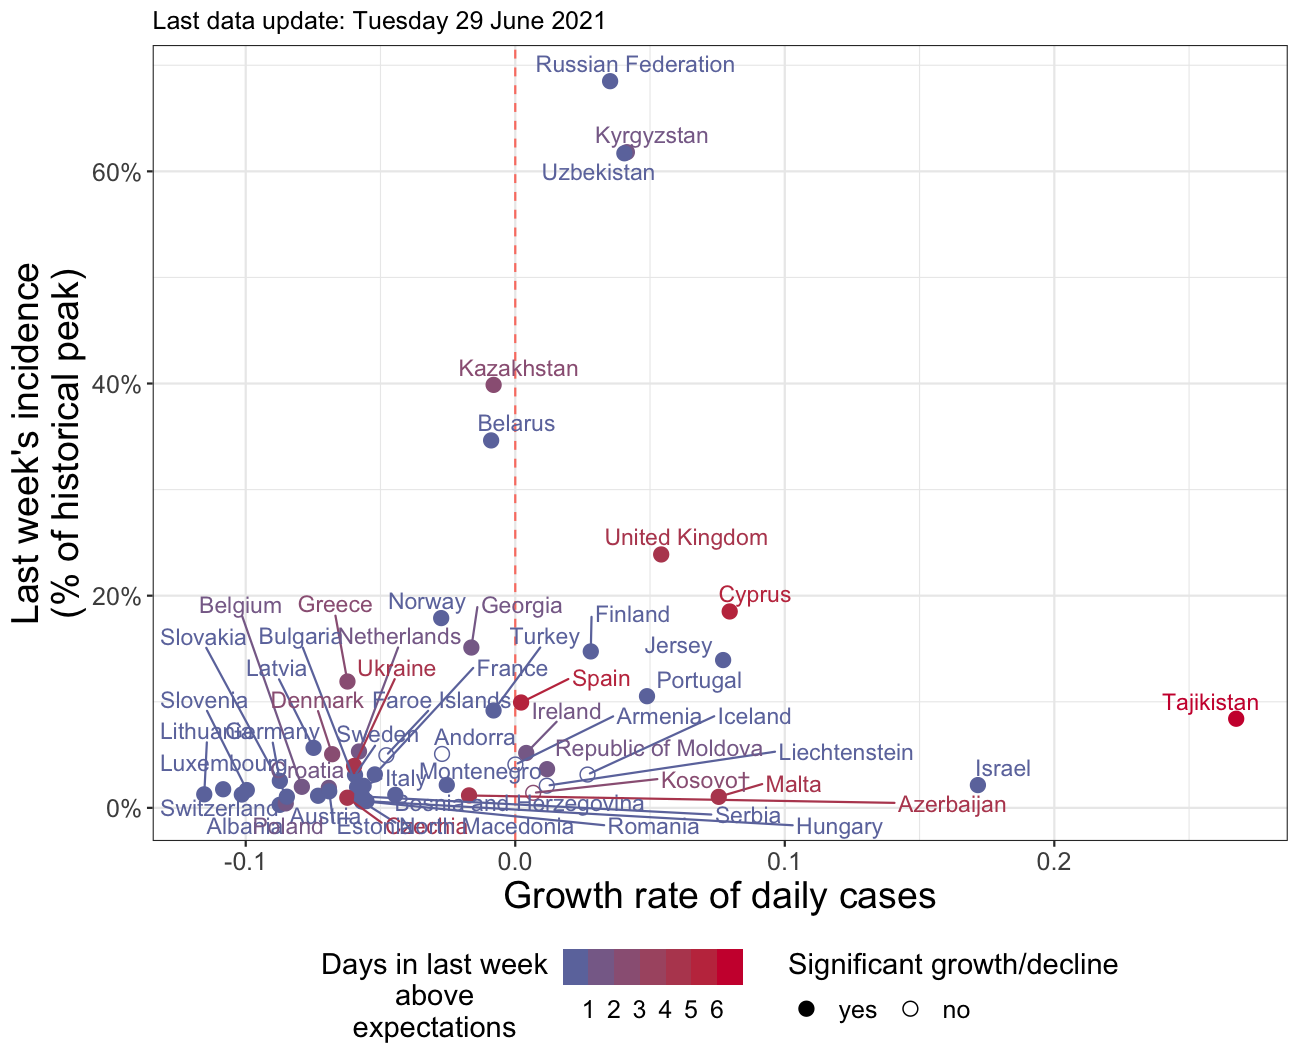 Last data update: Tuesday 29 June 2021
Last week's incidence
(% of historical peak)
60%
40%
20%
0%
Russian Federation
Kyrgyzstan
Uzbekistan
Kazakhstan
Belarus
United Kingdom
Cyprus
Belgium
Greece
Norway
Georgia
Finland
Slovakia
Bulgaria
Netherlands
Turkey
Jersey
Latvia
Ukraine
France
Spain
Portugal
Slovenia
Denmark
Faroe Islands
Ireland
Tajikistan
Armenia
Iceland
Lithuania
Germany
Sweden
Andorra
Republic of Moldova
Liechtenstein
Luxembourg
Croatia
Italy
Montenegro
Kosovo†
Malta
Israel
Switzerland
Austria
Bosnia and Herzegovina
Serbia
Azerbaijan
Albania
Poland
Estonia
Czechia
North Macedonia
Romania
Hungary
-0.1
0.0
0.1
0.2
Growth rate of daily cases
Days in last week
above
expectations
1 2 3 4 5 6
Significant growth/decline
yes
no